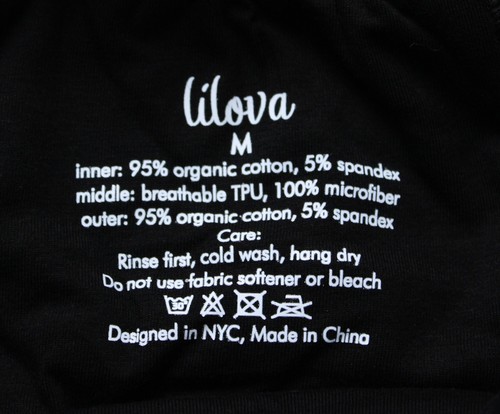 lilova
M
inner: 95% organic cotton, 5% spandex
middle: breathable TPU, 100% microfiber
outer: 95% organic cotton, 5% spandex
Care:
Rinse first, cold wash, hang dry
Do not use fabric softener or bleach
30°
Designed in NYC, Made in China